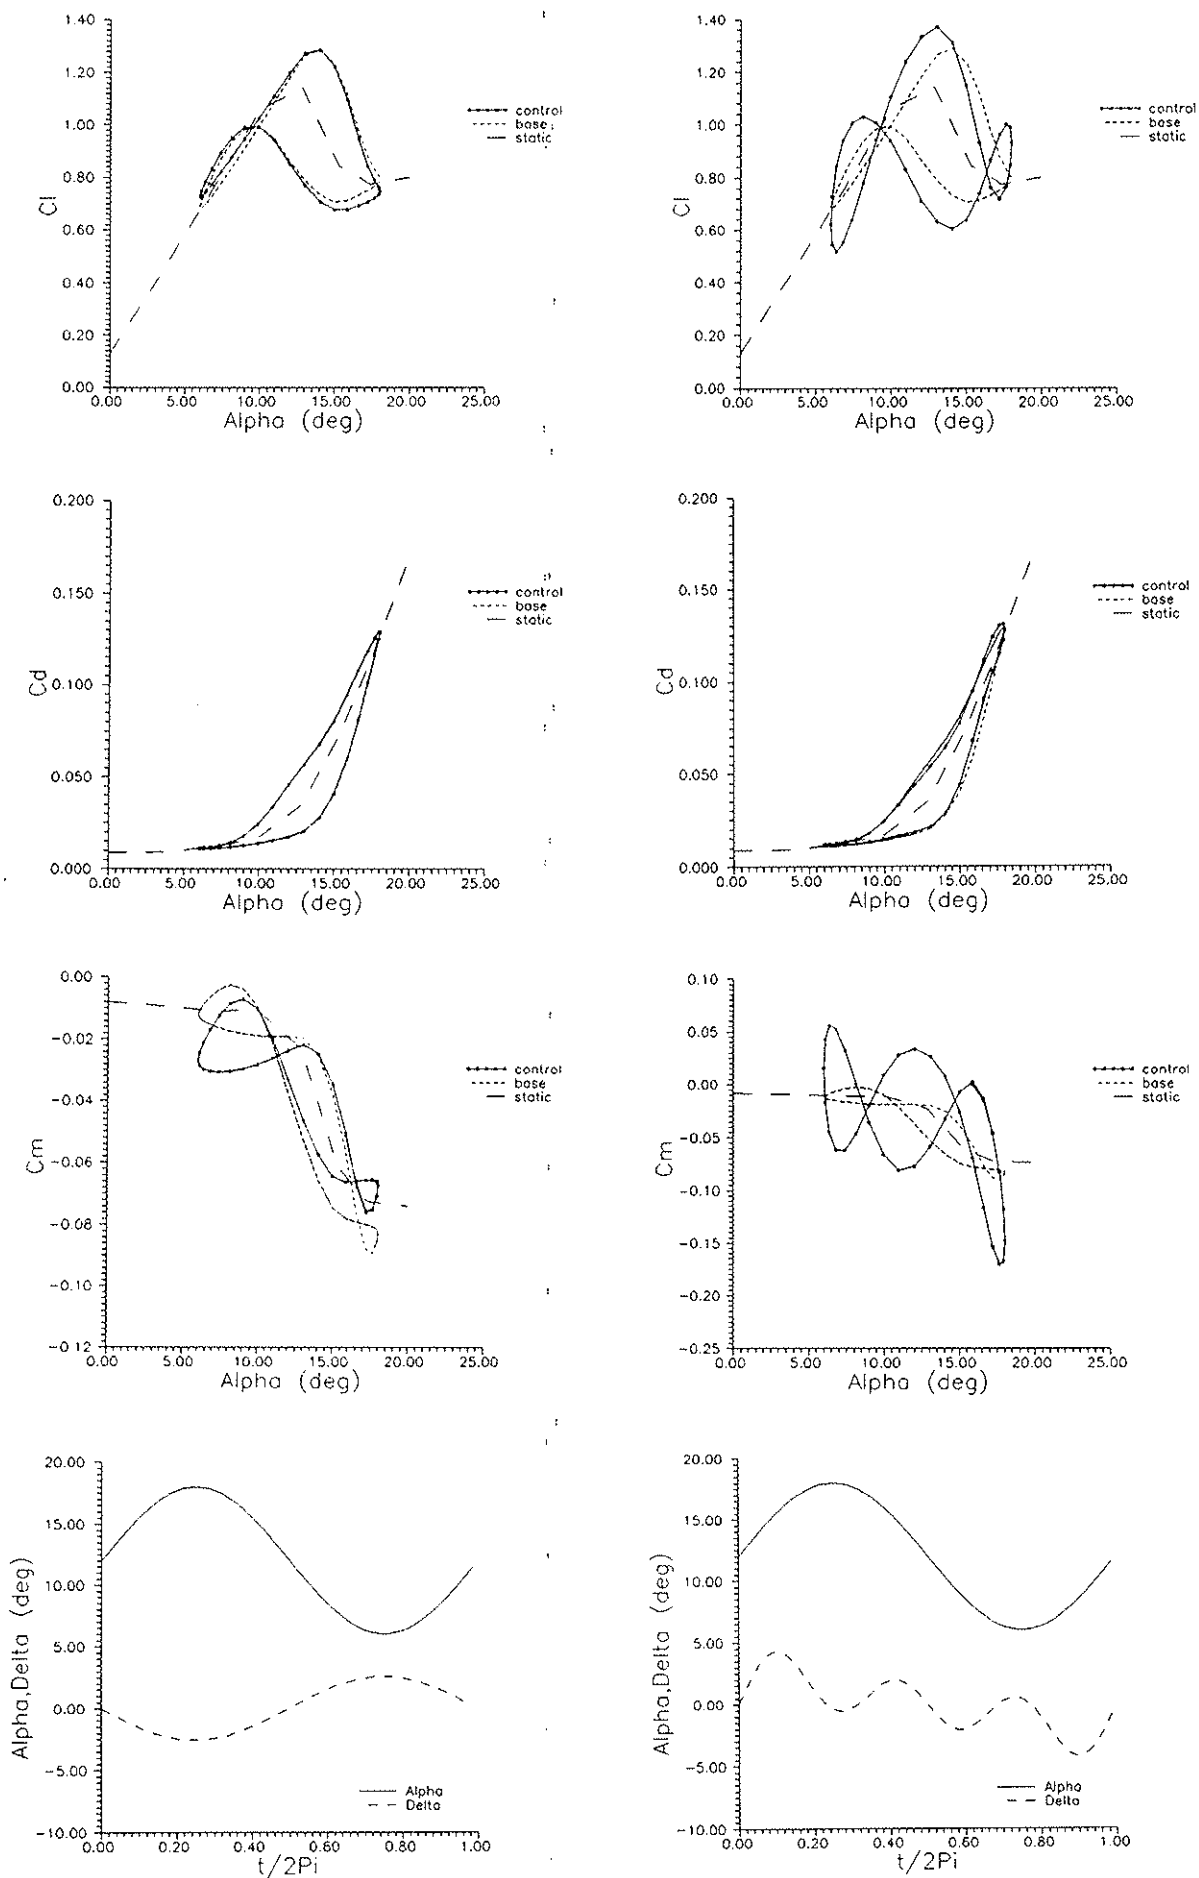 1.40
1.20
1.00
0.80
0.60
0.40
0.20
0.00
Cl
0.00 5.00 10.00 15.00 20.00 25.00
Alpha (deg)
control
base
static
1.40
1.20
1.00
0.80
0.60
0.40
0.20
0.00
Cl
0.00 5.00 10.00 15.00 20.00 25.00
Alpha (deg)
control
base
static
0.200
0.150
0.100
0.050
0.000
Cd
0.00 5.00 10.00 15.00 20.00 25.00
Alpha (deg)
control
base
static
0.200
0.150
0.100
0.050
0.000
Cd
0.00 5.00 10.00 15.00 20.00 25.00
Alpha (deg)
control
base
static
0.00
−0.02
−0.04
−0.06
−0.08
−0.10
−0.12
Cm
0.00 5.00 10.00 15.00 20.00 25.00
Alpha (deg)
control
base
static
0.10
0.05
0.00
−0.05
−0.10
−0.15
−0.20
−0.25
Cm
0.00 5.00 10.00 15.00 20.00 25.00
Alpha (deg)
control
base
static
20.00
15.00
10.00
5.00
0.00
−5.00
−10.00
Alpha,Delta (deg)
0.00 0.20 0.40 0.60 0.80 1.00
t/2Pi
Alpha
Delta
20.00
15.00
10.00
5.00
0.00
−5.00
−10.00
Alpha,Delta (deg)
0.00 0.20 0.40 0.60 0.80 1.00
t/2Pi
Alpha
Delta